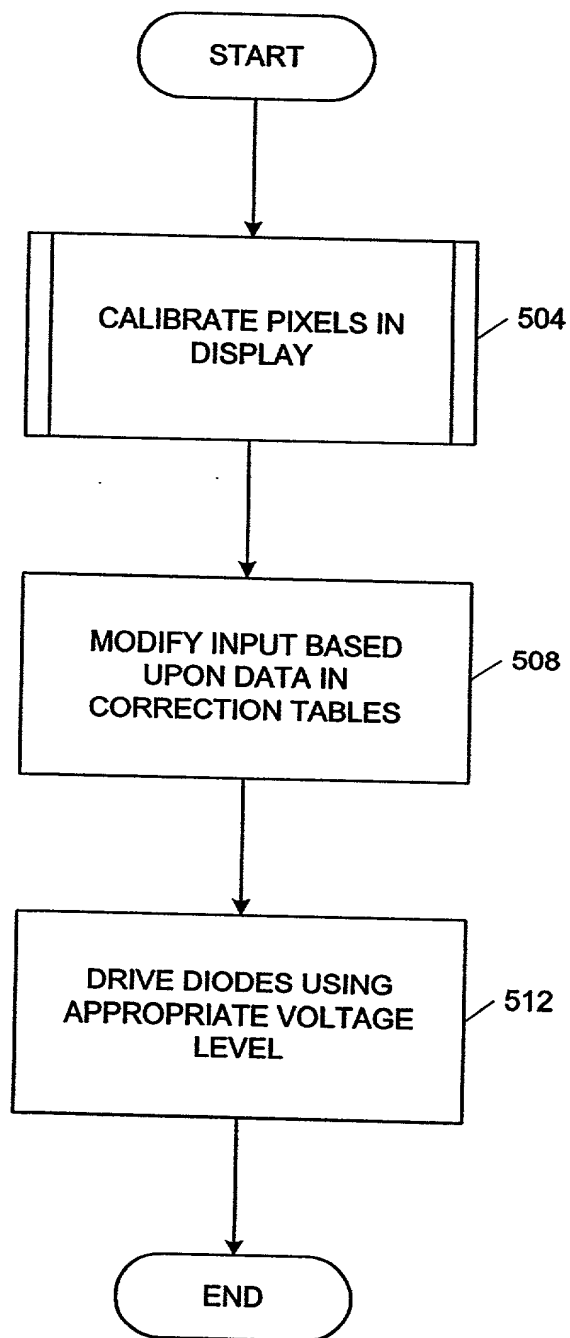 START
CALIBRATE PIXELS IN
DISPLAY
504
MODIFY INPUT BASED
UPON DATA IN
CORRECTION TABLES
508
DRIVE DIODES USING
APPROPRIATE VOLTAGE
LEVEL
512
END